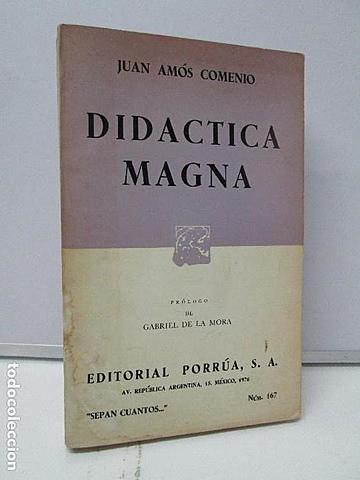 JUAN AMÓS COMENIO
DIDACTICA
MAGNA
PRÓLOGO
DE
GABRIEL DE LA MORA
EDITORIAL PORRÚA, S. A.
AV. REPÚBLICA ARGENTINA, 15. MÉXICO, 1976
"SEPAN CUANTOS..."
NÚM. 167
todocoleccion